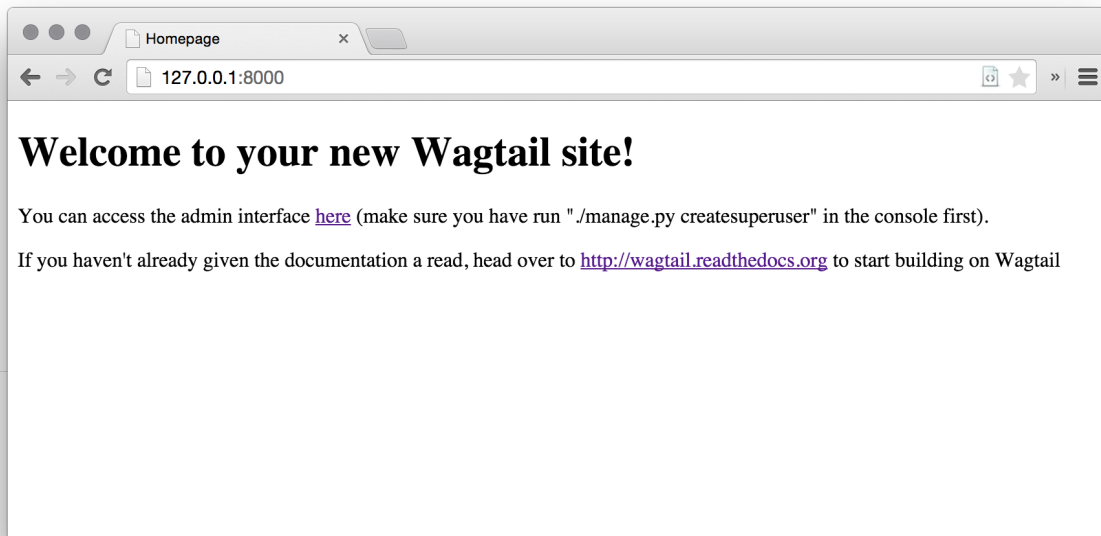 Homepage
127.0.0.1:8000
Welcome to your new Wagtail site!
You can access the admin interface here (make sure you have run "./manage.py createsuperuser" in the console first).
If you haven't already given the documentation a read, head over to http://wagtail.readthedocs.org to start building on Wagtail